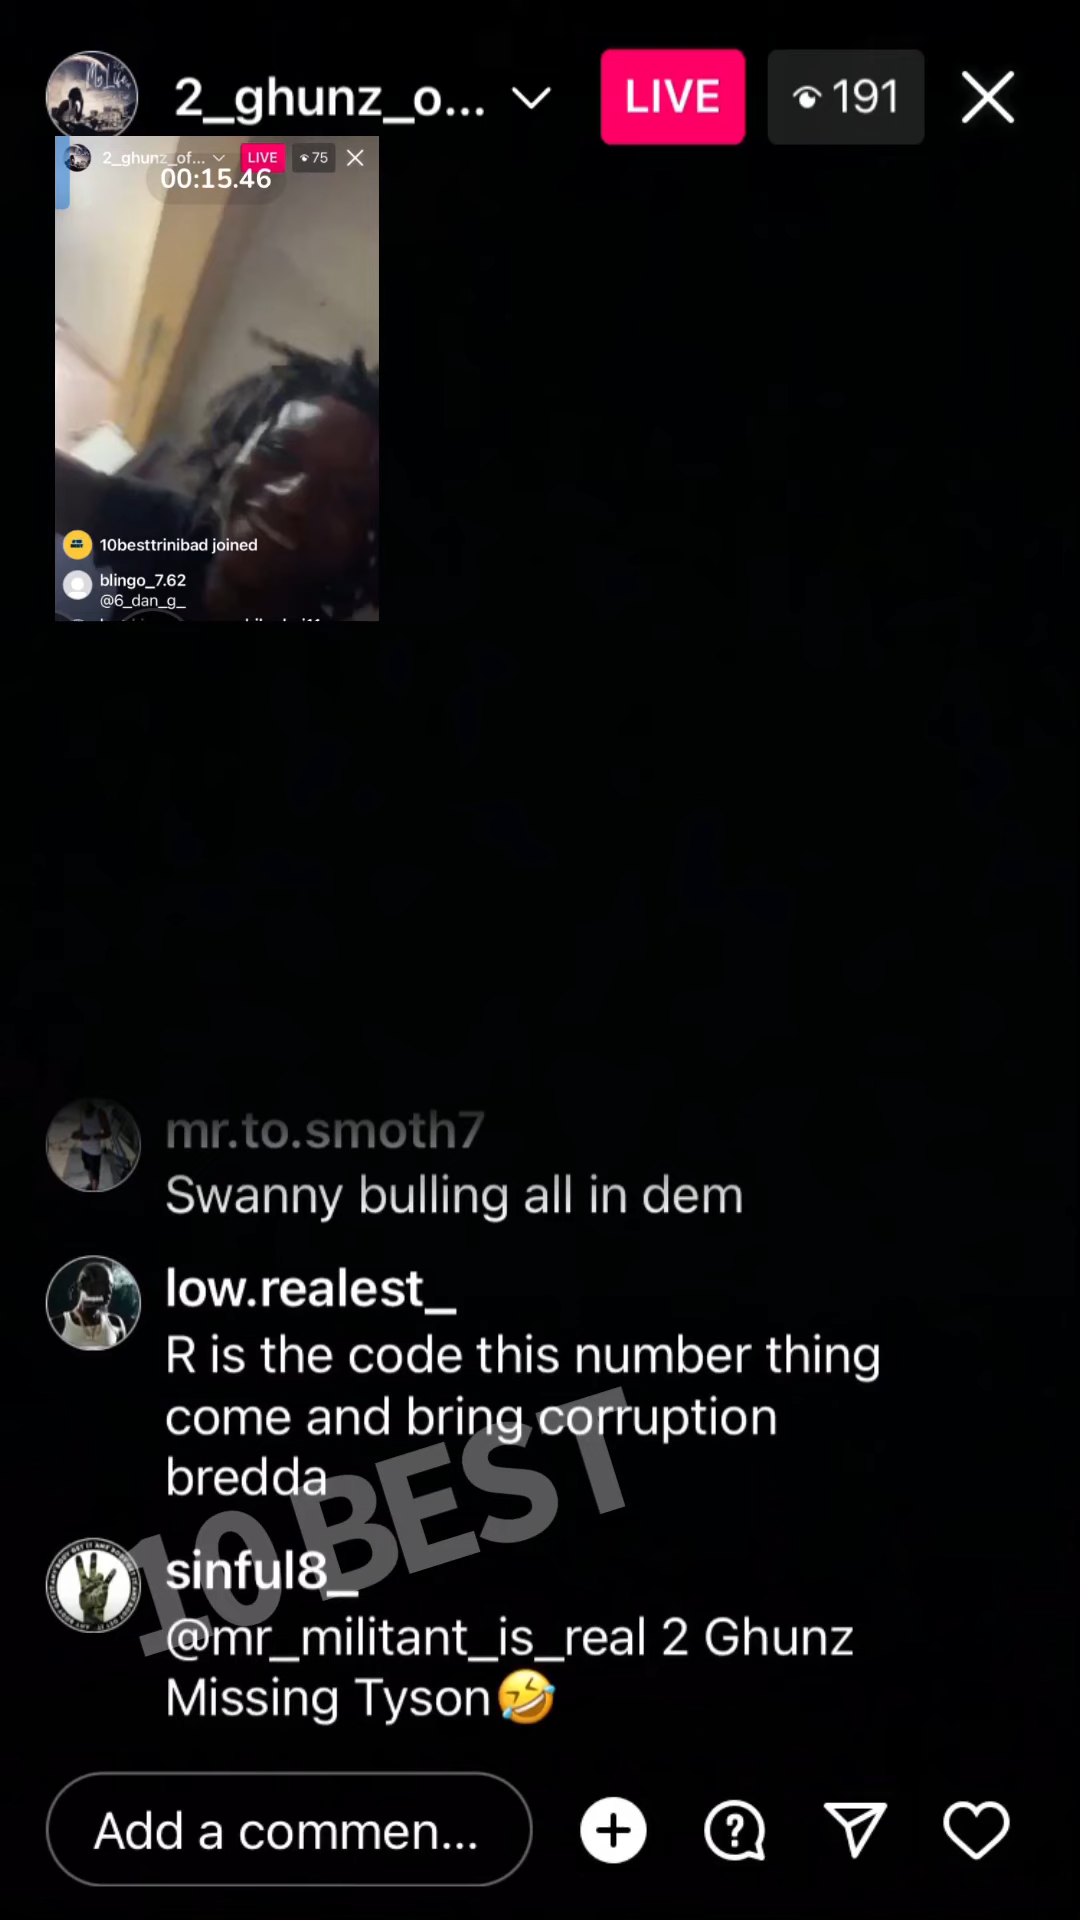 2_ghunz_o...
LIVE
191
2_ghunz_of...
LIVE
75
00:15.46
10besttrinibad joined
blingo_7.62
@6_dan_g_
mr.to.smoth7
Swanny bulling all in dem
low.realest_
R is the code this number thing
come and bring corruption
bredda
10 BEST
sinful8_
@mr_militant_is_real 2 Ghunz
Missing Tyson🤣
Add a commen...